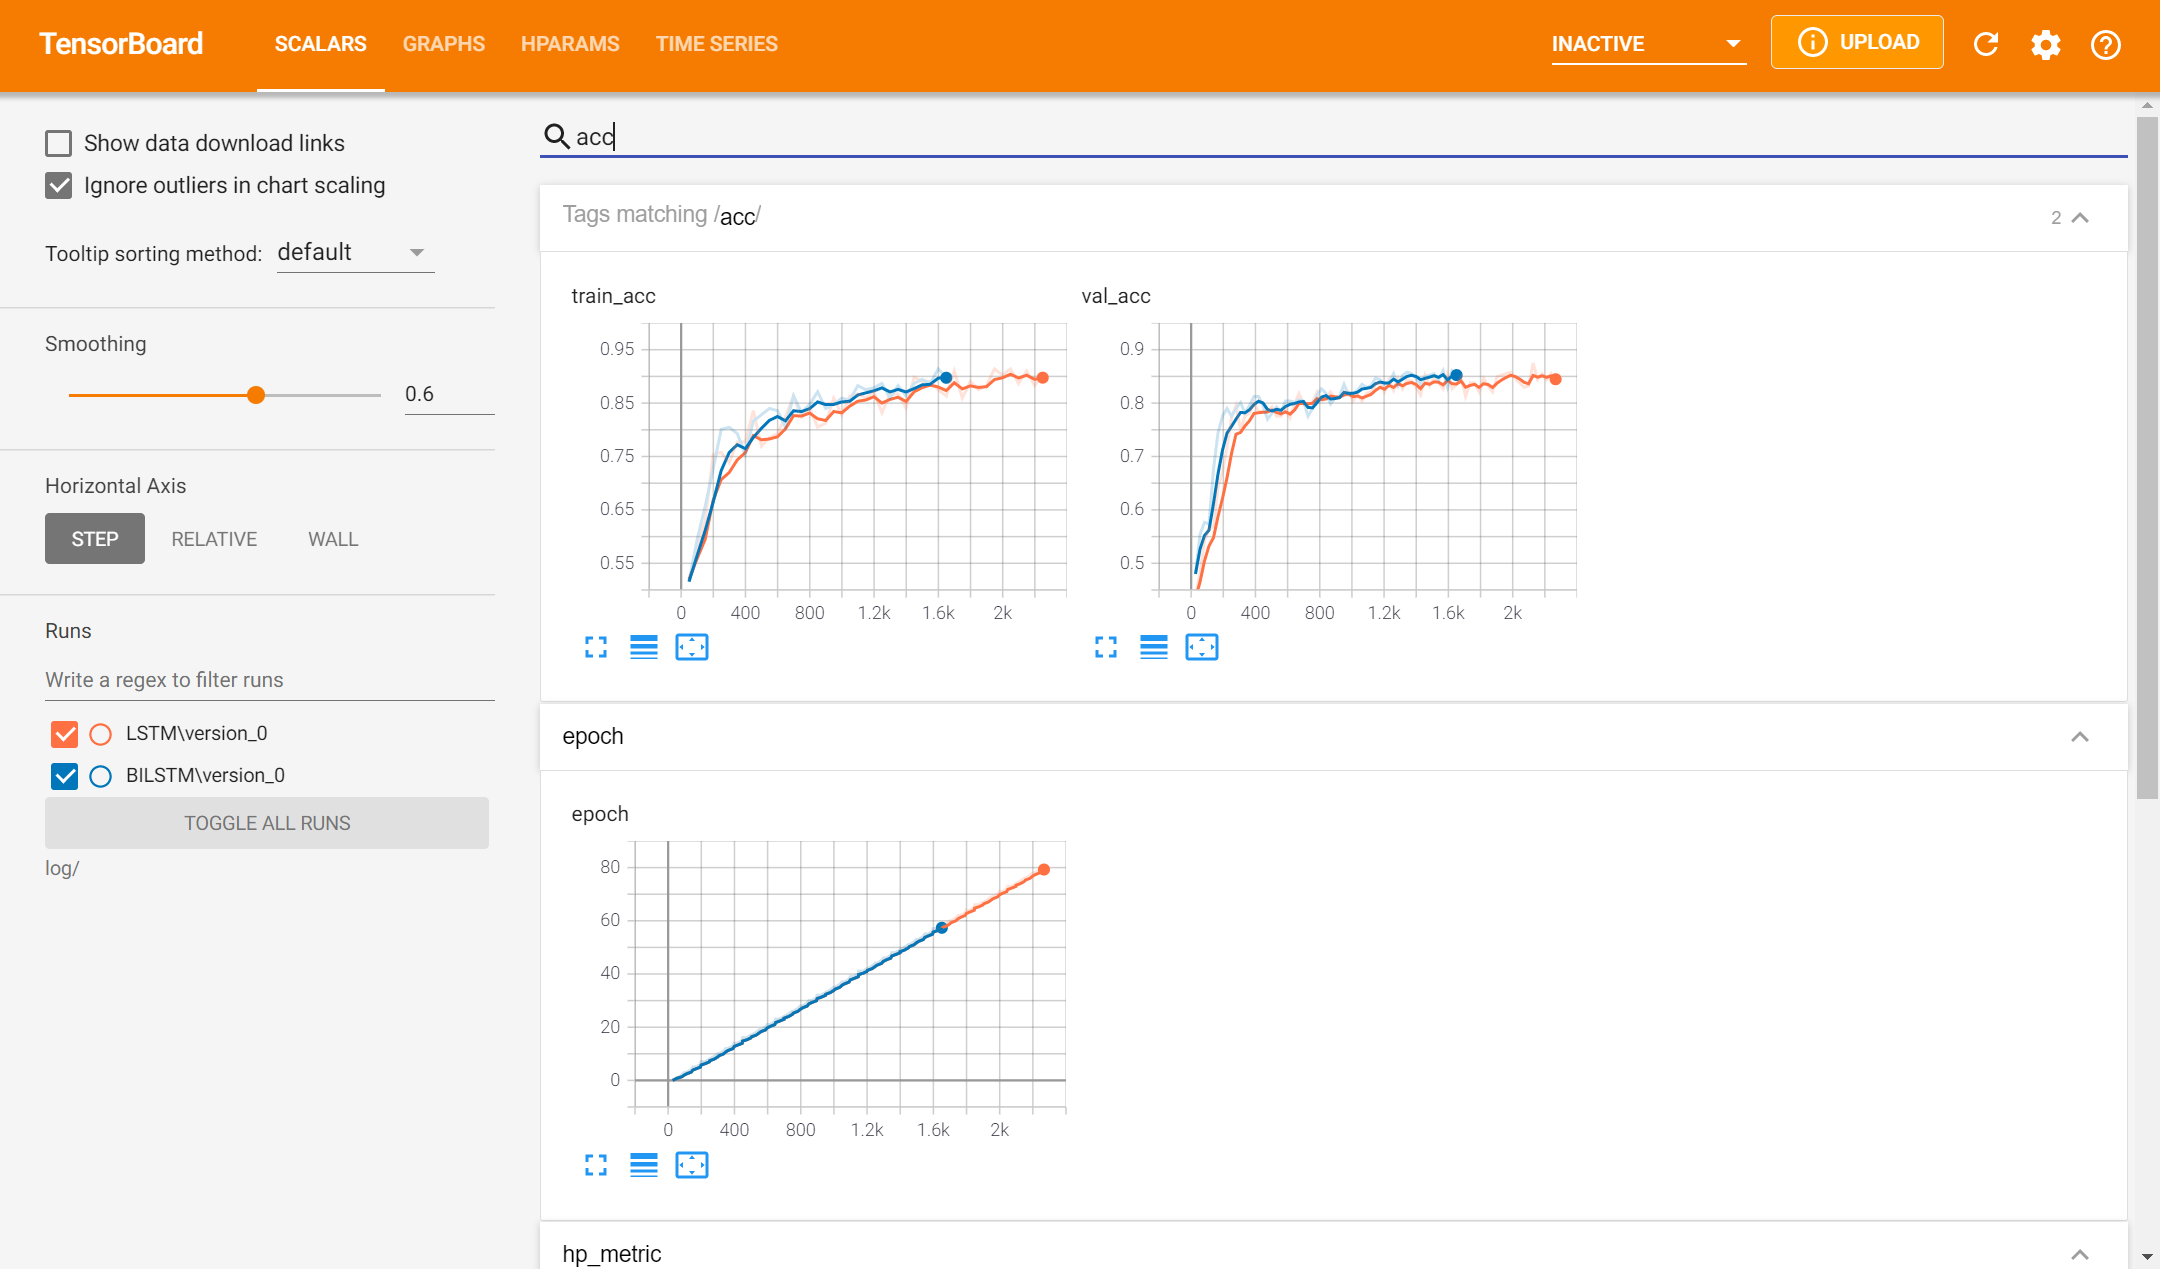 TensorBoard SCALARS GRAPHS HPARAMS TIME SERIES INACTIVE UPLOAD
Show data download links
Ignore outliers in chart scaling
Tooltip sorting method: default
Smoothing
0.6
Horizontal Axis
STEP RELATIVE WALL
Runs
Write a regex to filter runs
LSTM\version_0
BILSTM\version_0
TOGGLE ALL RUNS
log/
acc
Tags matching /acc/ 2
train_acc
0.95
0.85
0.75
0.65
0.55
0 400 800 1.2k 1.6k 2k
val_acc
0.9
0.8
0.7
0.6
0.5
0 400 800 1.2k 1.6k 2k
epoch
epoch
80
60
40
20
0
0 400 800 1.2k 1.6k 2k
hp_metric